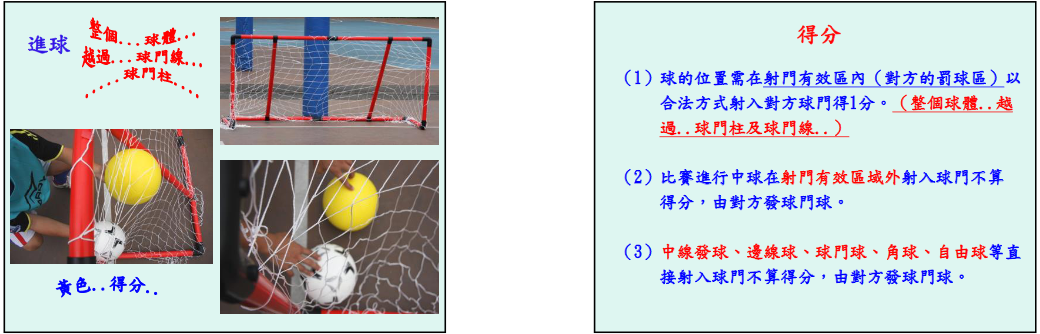 進球
整個...球體...
越過...球門線...
......球門柱......
黃色..得分..
得分
(1)球的位置需在射門有效區內(對方的罰球區)以
合法方式射入對方球門得1分。(整個球體..越
過..球門柱及球門線..)
(2)比賽進行中球在射門有效區域外射入球門不算
得分,由對方發球門球。
(3)中線發球、邊線球、球門球、角球、自由球等直
接射入球門不算得分,由對方發球門球。